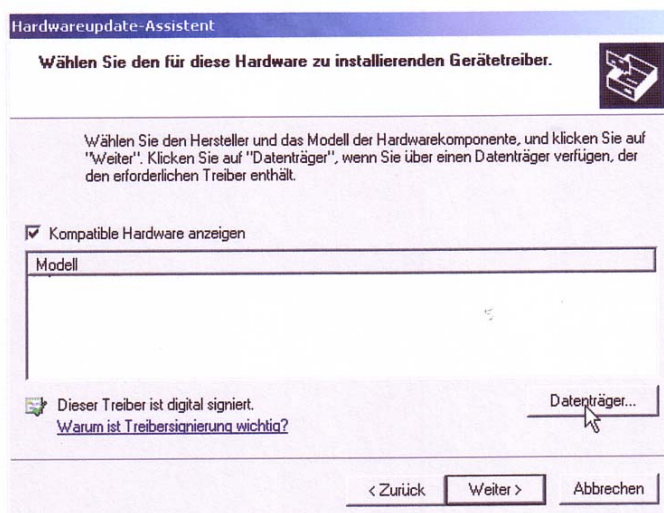 Hardwareupdate-Assistent
Wählen Sie den für diese Hardware zu installierenden Gerätetreiber.
Wählen Sie den Hersteller und das Modell der Hardwarekomponente, und klicken Sie auf
"Weiter". Klicken Sie auf "Datenträger", wenn Sie über einen Datenträger verfügen, der
den erforderlichen Treiber enthält.
Kompatible Hardware anzeigen
Modell
Dieser Treiber ist digital signiert.
Warum ist Treibersignierung wichtig?
Datenträger...
< Zurück
Weiter >
Abbrechen